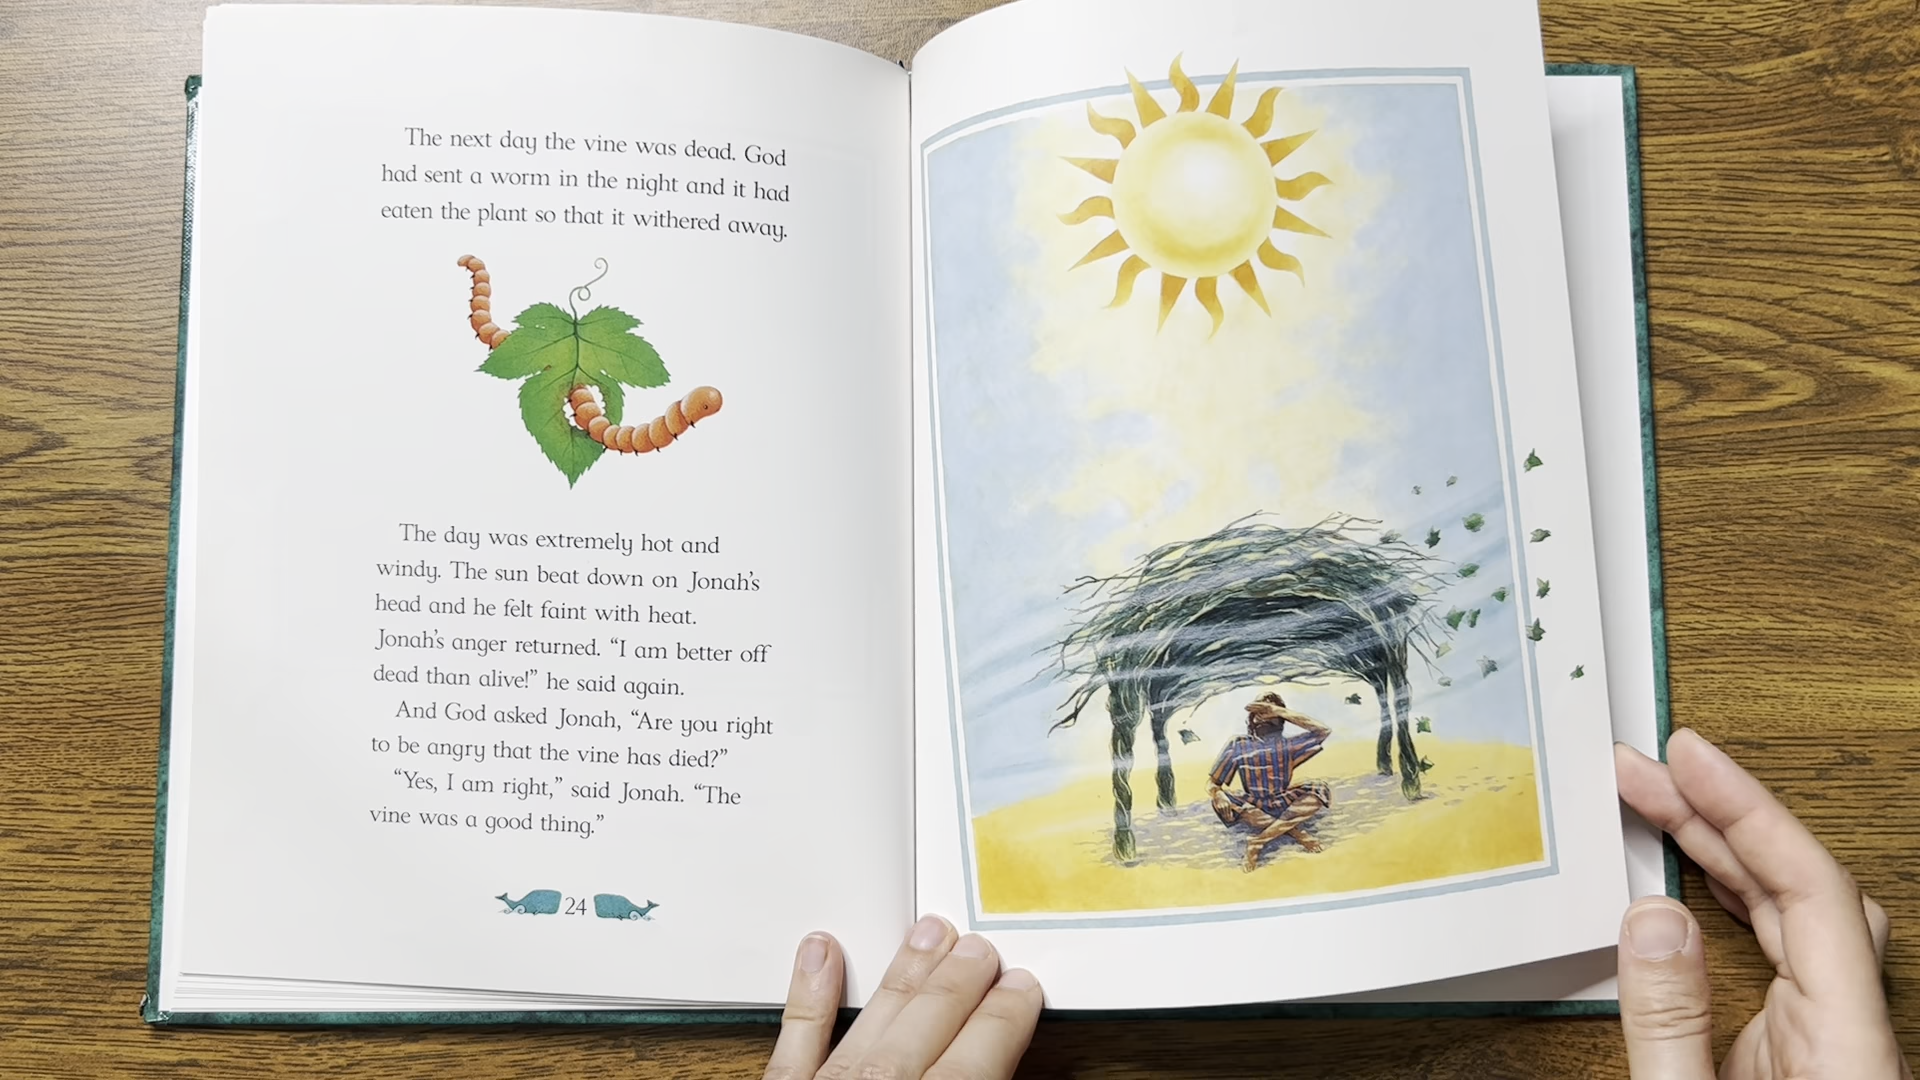 The next day the vine was dead. God
had sent a worm in the night and it had
eaten the plant so that it withered away.
The day was extremely hot and
windy. The sun beat down on Jonah’s
head and he felt faint with heat.
Jonah’s anger returned. “I am better off
dead than alive!” he said again.
And God asked Jonah, “Are you right
to be angry that the vine has died?”
“Yes, I am right,” said Jonah. “The
vine was a good thing.”
24